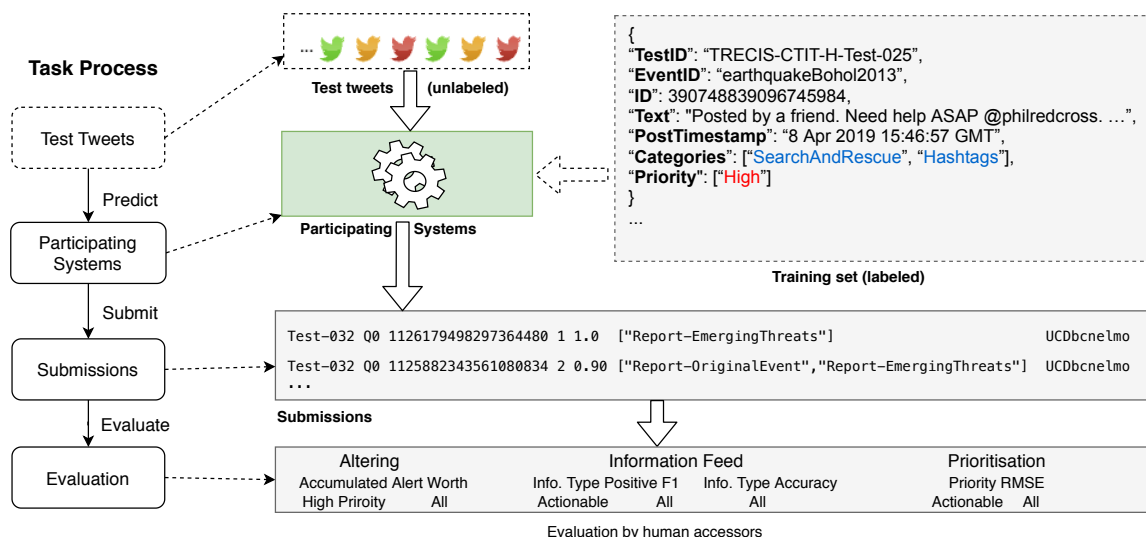 Task Process
Test Tweets
Predict
Participating
Systems
Submit
Submissions
Evaluate
Evaluation
...
Test tweets (unlabeled)
Participating Systems
{
“TestID”: “TRECIS-CTIT-H-Test-025”,
“EventID”: “earthquakeBohol2013”,
“ID”: 390748839096745984,
“Text”: "Posted by a friend. Need help ASAP @philredcross. …”,
“PostTimestamp”: “8 Apr 2019 15:46:57 GMT”,
“Categories”: [“SearchAndRescue”, “Hashtags”],
“Priority": [“High”]
}
...
Training set (labeled)
Test-032 Q0 1126179498297364480 1 1.0 ["Report-EmergingThreats"] UCDbcnelmo
Test-032 Q0 1125882343561080834 2 0.90 ["Report-OriginalEvent","Report-EmergingThreats"] UCDbcnelmo
...
Submissions
Altering Information Feed Prioritisation
Accumulated Alert Worth Info. Type Positive F1 Info. Type Accuracy Priority RMSE
High Priroity All Actionable All All Actionable All
Evaluation by human accessors